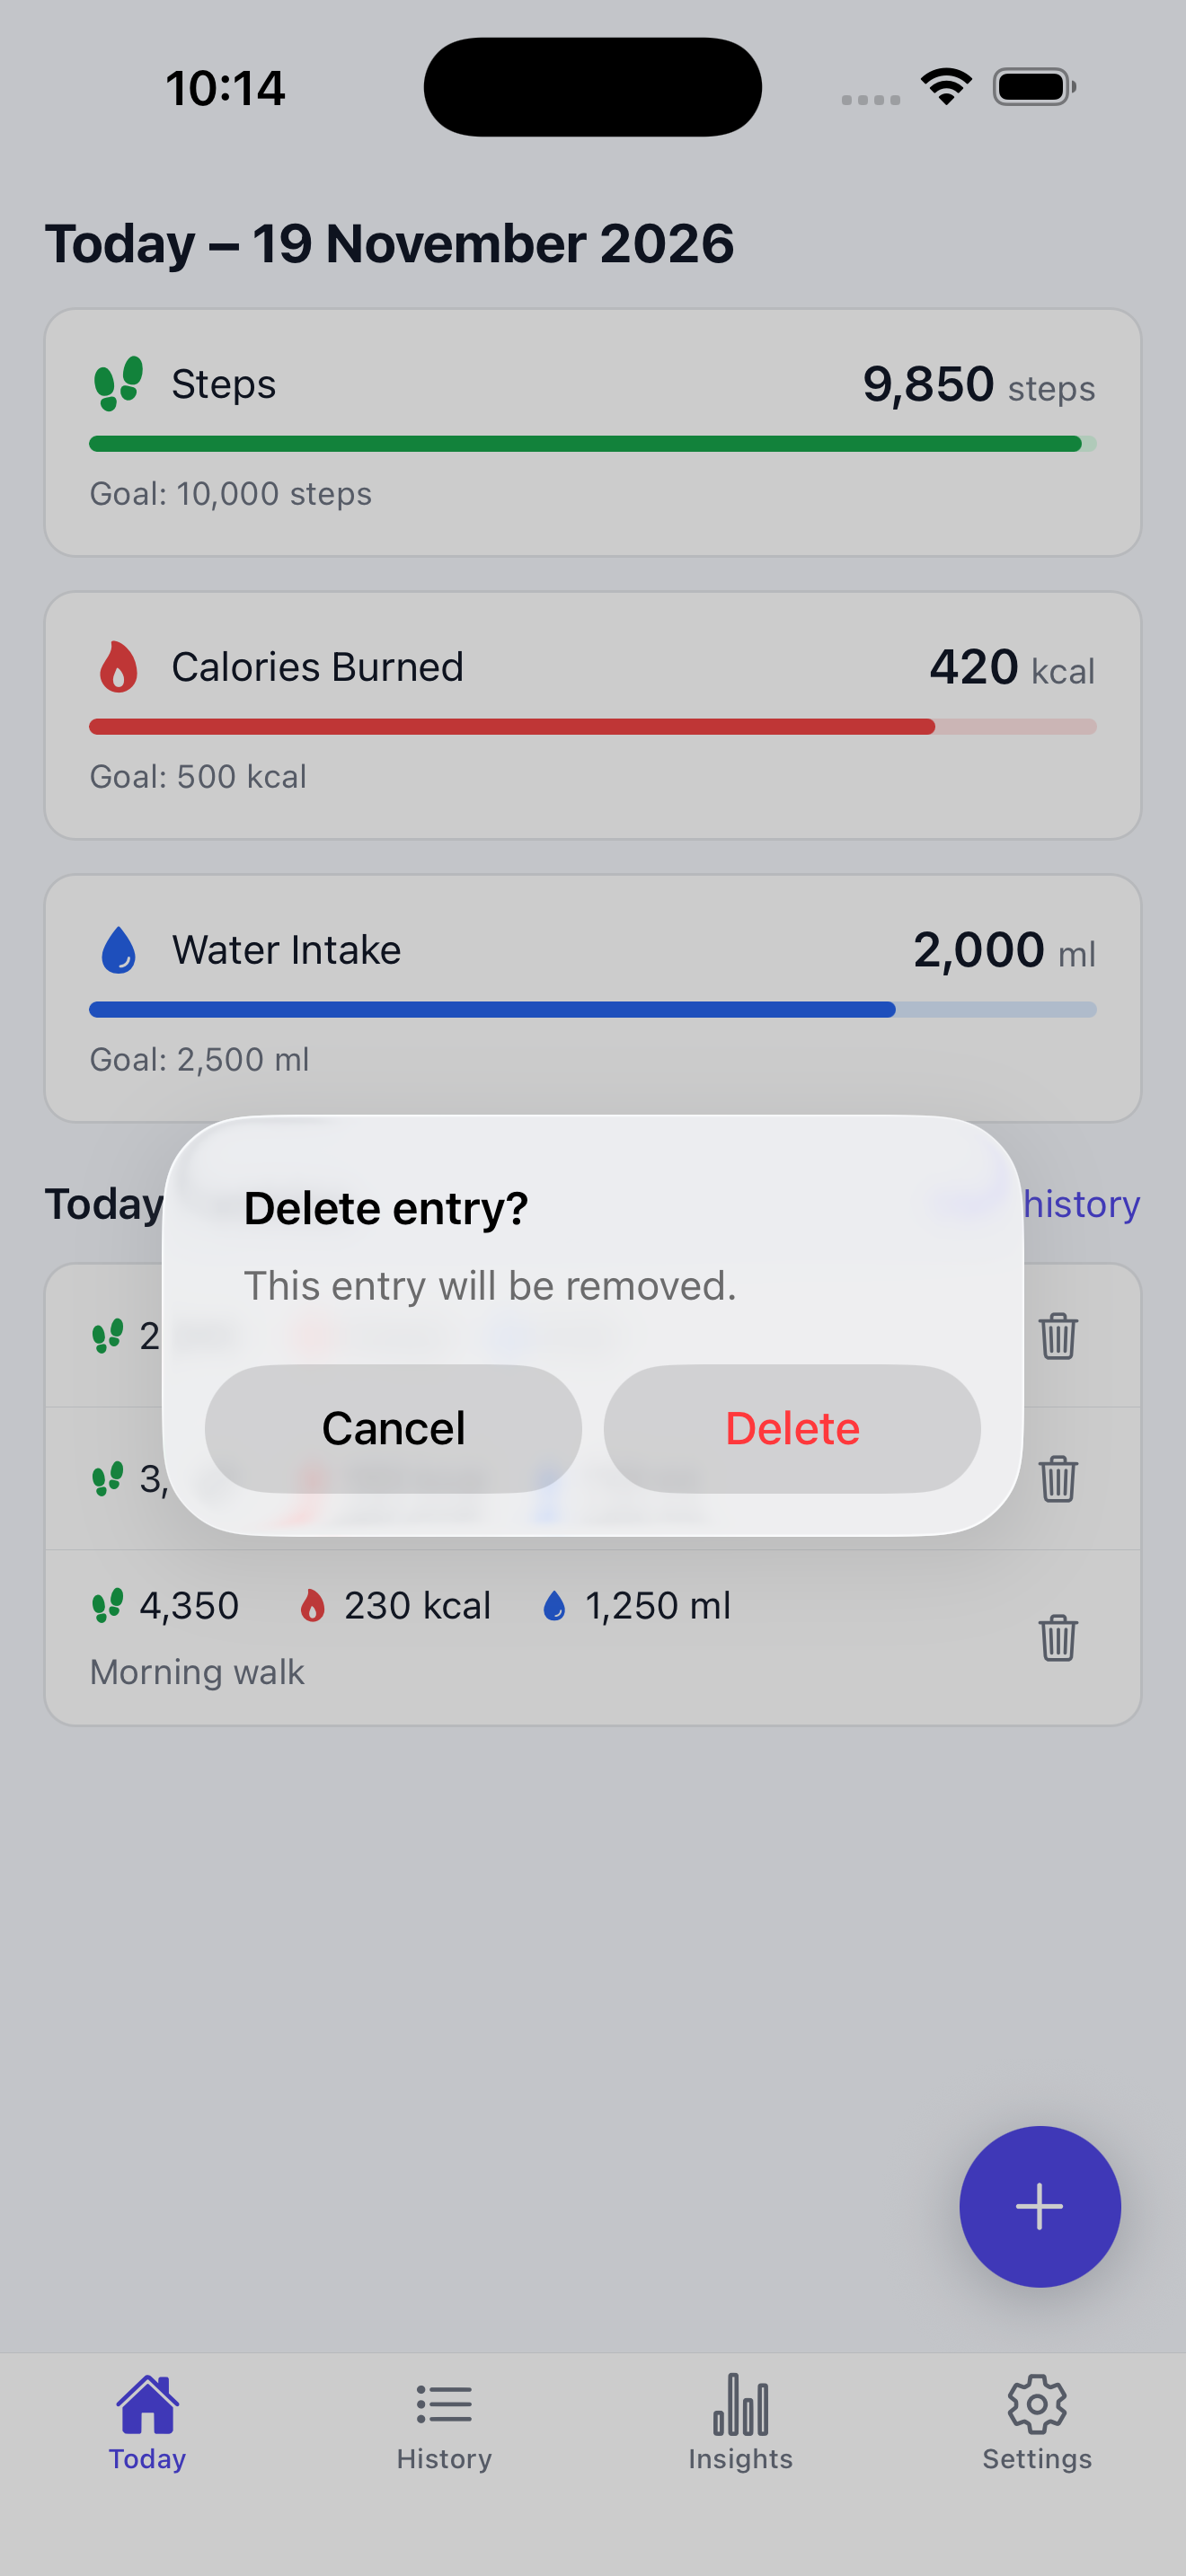 10:14
Today – 19 November 2026
Steps 9,850 steps
Goal: 10,000 steps
Calories Burned 420 kcal
Goal: 500 kcal
Water Intake 2,000 ml
Goal: 2,500 ml
Today history
Delete entry?
This entry will be removed.
Cancel Delete
4,350 230 kcal 1,250 ml
Morning walk
Today History Insights Settings